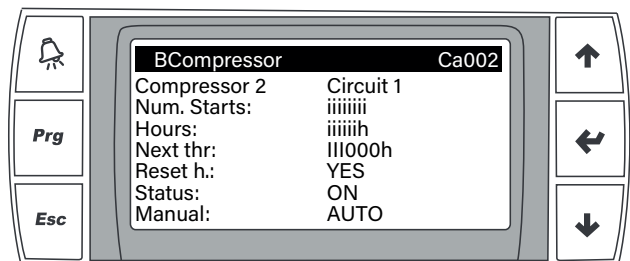 BCompressor Ca002
Compressor 2 Circuit 1
Num. Starts: iiiiiiii
Hours: iiiiiih
Next thr: III000h
Reset h.: YES
Status: ON
Manual: AUTO
Prg
Esc